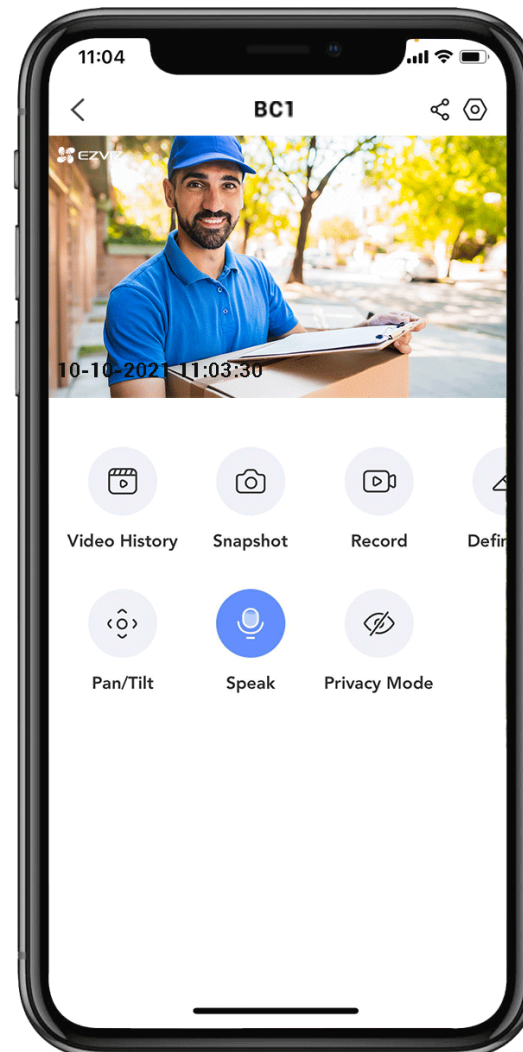 11:04
BC1
EZVIZ
10-10-2021 11:03:30
Video History
Snapshot
Record
Pan/Tilt
Speak
Privacy Mode